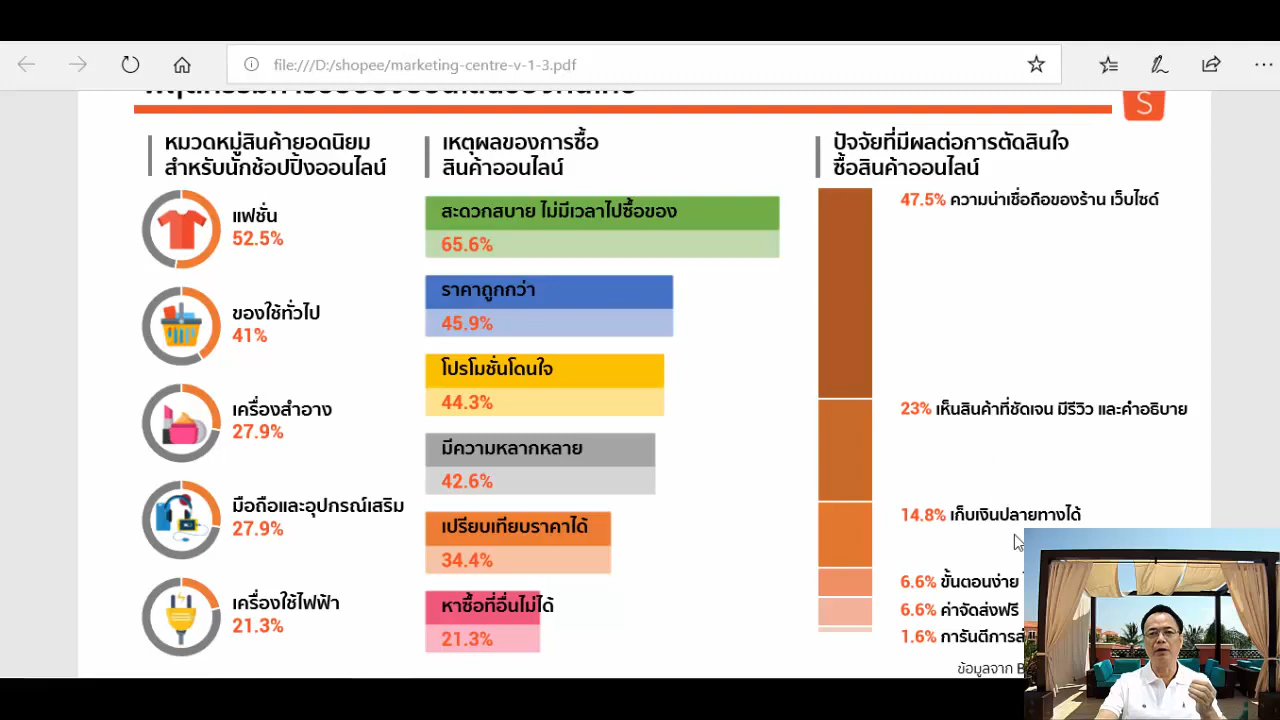 file:///D:/shopee/marketing-centre-v-1-3.pdf
S
หมวดหมู่สินค้ายอดนิยม
สำหรับนักช้อปปิ้งออนไลน์
แฟชั่น
52.5%
ของใช้ทั่วไป
41%
เครื่องสำอาง
27.9%
มือถือและอุปกรณ์เสริม
27.9%
เครื่องใช้ไฟฟ้า
21.3%
เหตุผลของการซื้อ
สินค้าออนไลน์
สะดวกสบาย ไม่มีเวลาไปซื้อของ
65.6%
ราคาถูกกว่า
45.9%
โปรโมชั่นโดนใจ
44.3%
มีความหลากหลาย
42.6%
เปรียบเทียบราคาได้
34.4%
หาซื้อที่อื่นไม่ได้
21.3%
ปัจจัยที่มีผลต่อการตัดสินใจ
ซื้อสินค้าออนไลน์
47.5% ความน่าเชื่อถือของร้าน เว็บไซด์
23% เห็นสินค้าที่ชัดเจน มีรีวิว และคำอธิบาย
14.8% เก็บเงินปลายทางได้
6.6% ขั้นตอนง่าย
6.6% ค่าจัดส่งฟรี
1.6% การันตีการ
ข้อมูลจาก